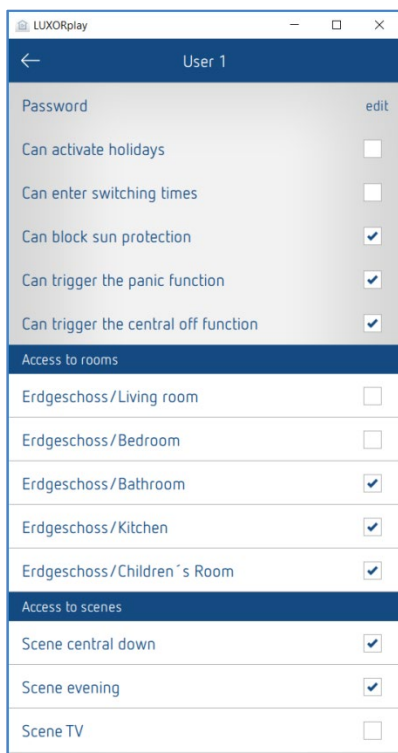 LUXORplay
User 1
Password edit
Can activate holidays
Can enter switching times
Can block sun protection
Can trigger the panic function
Can trigger the central off function
Access to rooms
Erdgeschoss/Living room
Erdgeschoss/Bedroom
Erdgeschoss/Bathroom
Erdgeschoss/Kitchen
Erdgeschoss/Children´s Room
Access to scenes
Scene central down
Scene evening
Scene TV